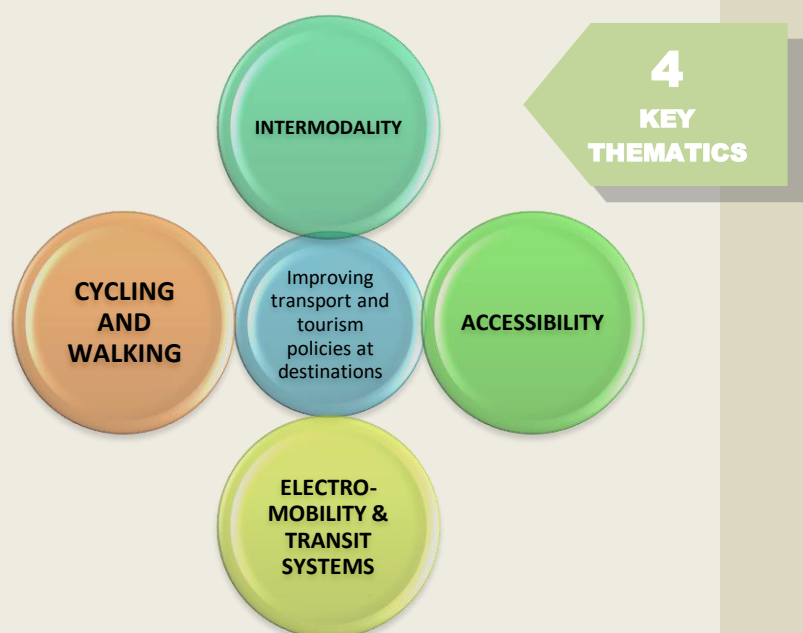 4
KEY
THEMATICS
INTERMODALITY
CYCLING
AND
WALKING
Improving
transport and
tourism
policies at
destinations
ACCESSIBILITY
ELECTRO-
MOBILITY &
TRANSIT
SYSTEMS